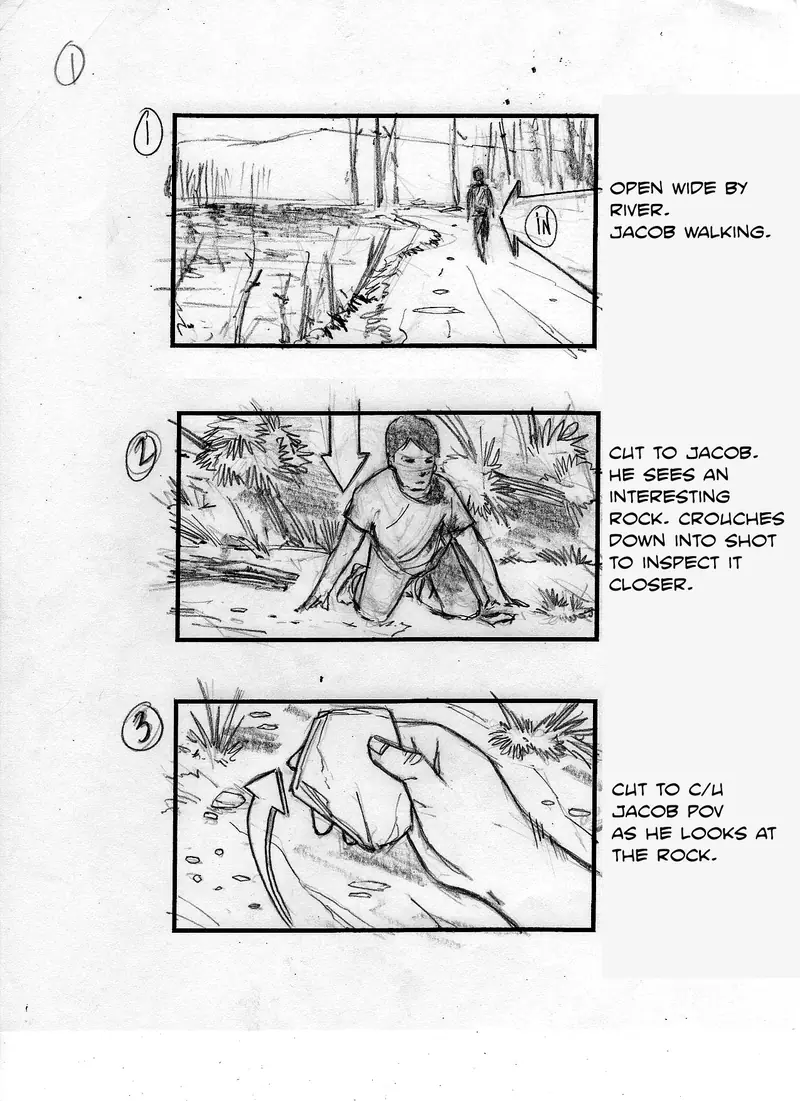 1
1
OPEN WIDE BY
RIVER.
JACOB WALKING.
IN
2
CUT TO JACOB.
HE SEES AN
INTERESTING
ROCK. CROUCHES
DOWN INTO SHOT
TO INSPECT IT
CLOSER.
3
CUT TO C/U
JACOB POV
AS HE LOOKS AT
THE ROCK.